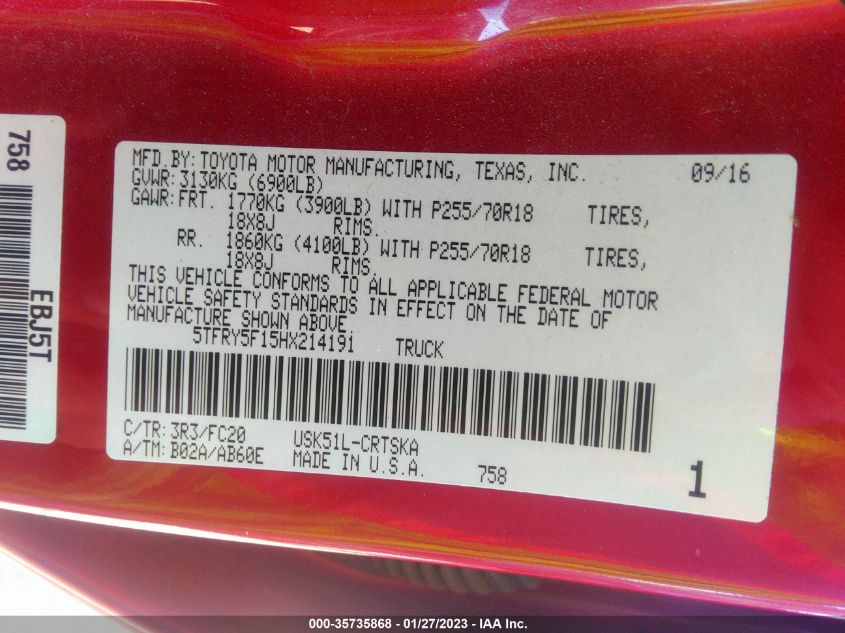 758
EBJ5T
MFD.BY:TOYOTA MOTOR MANUFACTURING, TEXAS, INC. 09/16
GVWR:3130KG (6900LB)
GAWR:FRT. 1770KG (3900LB) WITH P255/70R18 TIRES,
18X8J RIMS.
RR. 1860KG (4100LB) WITH P255/70R18 TIRES,
18X8J RIMS.
THIS VEHICLE CONFORMS TO ALL APPLICABLE FEDERAL MOTOR
VEHICLE SAFETY STANDARDS IN EFFECT ON THE DATE OF
MANUFACTURE SHOWN ABOVE.
5TFRY5F15HX214191 TRUCK
C/TR:3R3/FC20 USK51L-CRTSKA
A/TM:B02A/AB60E MADE IN U.S.A. 758 1
000-35735868 - 01/27/2023 - IAA Inc.